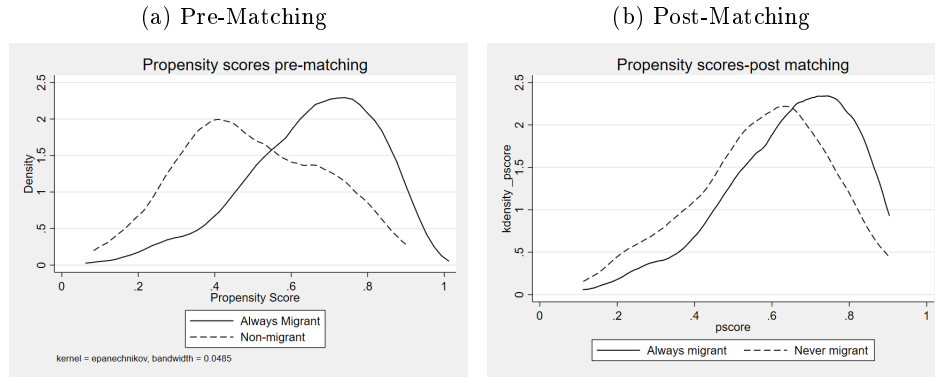 (a) Pre-Matching
Propensity scores pre-matching
Density
0 .5 1 1.5 2 2.5
0 .2 .4 .6 .8 1
Propensity Score
Always Migrant
Non-migrant
kernel = epanechnikov, bandwidth = 0.0485
(b) Post-Matching
Propensity scores-post matching
kdensity _pscore
0 .5 1 1.5 2 2.5
0 .2 .4 .6 .8 1
pscore
Always migrant Never migrant